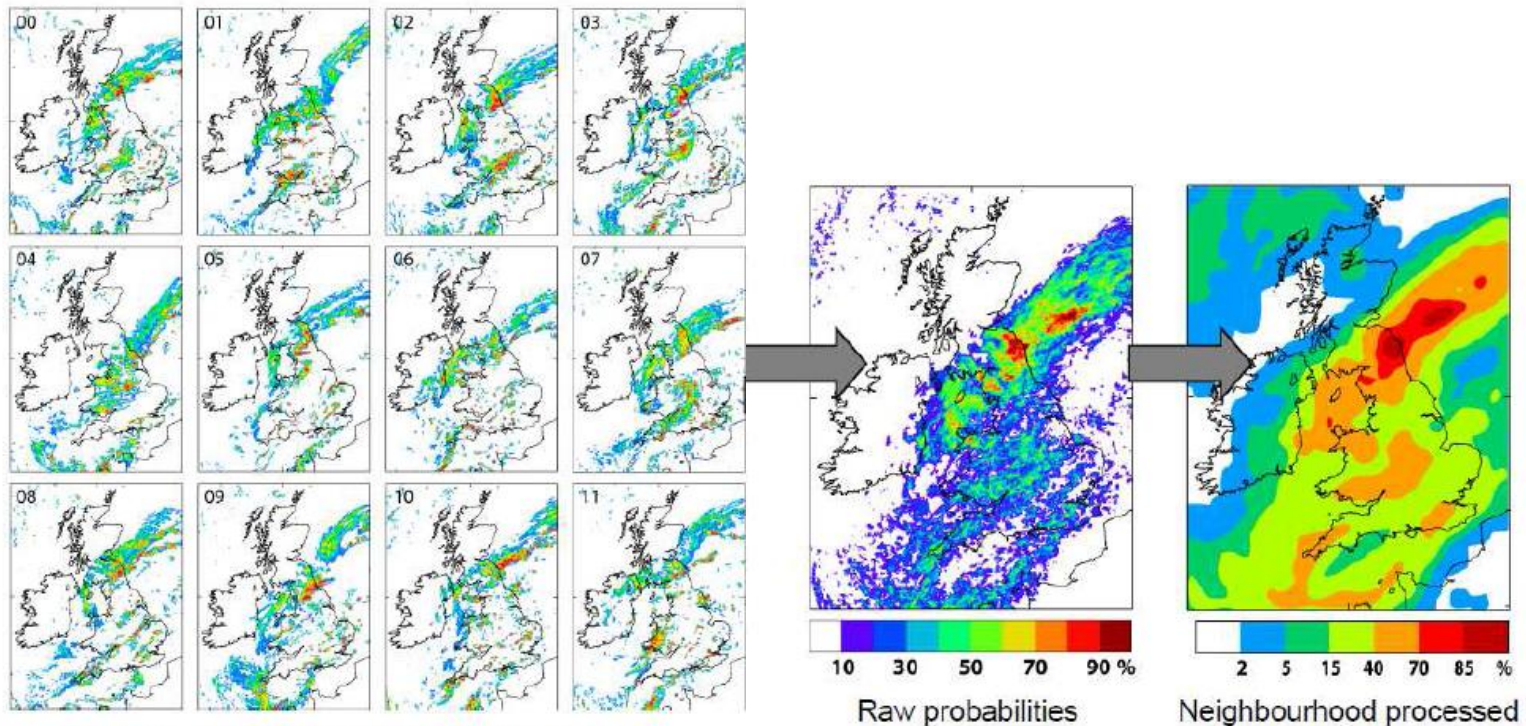 00 01 02 03
04 05 06 07
08 09 10 11
10 30 50 70 90 %
2 5 15 40 70 85 %
Raw probabilities
Neighbourhood processed